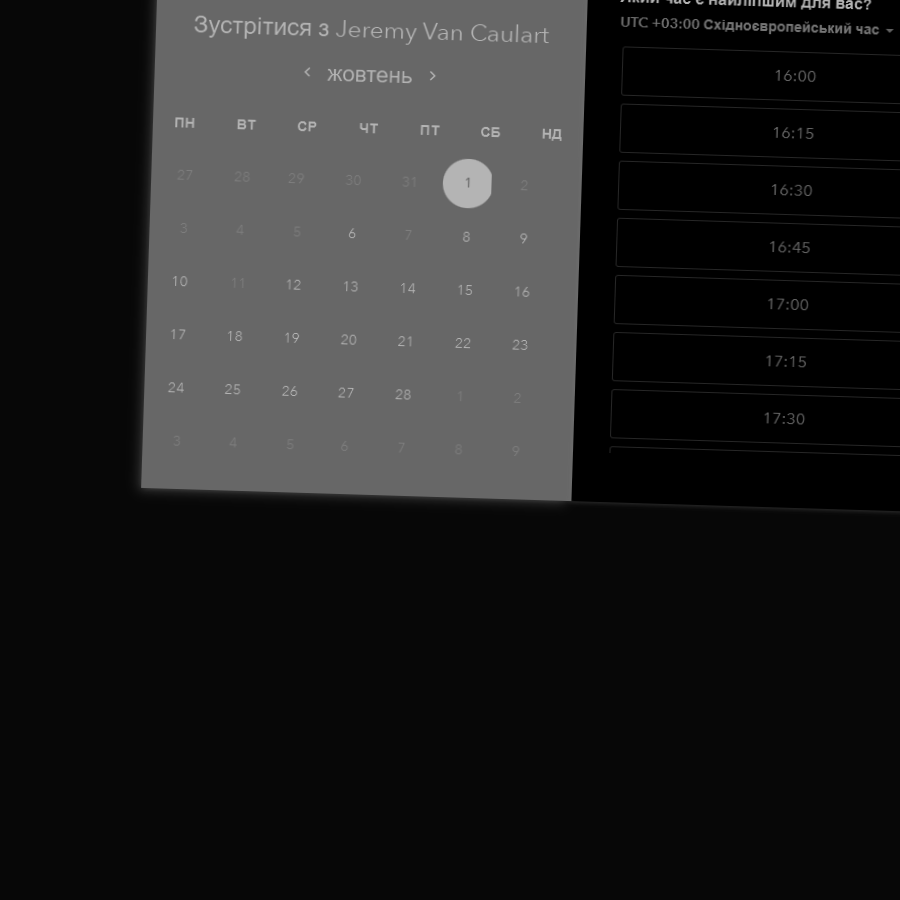 Зустрітися з Jeremy Van Caulart
жовтень
ПН ВТ СР ЧТ ПТ СБ НД
27 28 29 30 31 1 2
3 4 5 6 7 8 9
10 11 12 13 14 15 16
17 18 19 20 21 22 23
24 25 26 27 28 1 2
3 4 5 6 7 8 9
Який час є найліпшим для вас?
UTC +03:00 Східноєвропейський час
16:00
16:15
16:30
16:45
17:00
17:15
17:30